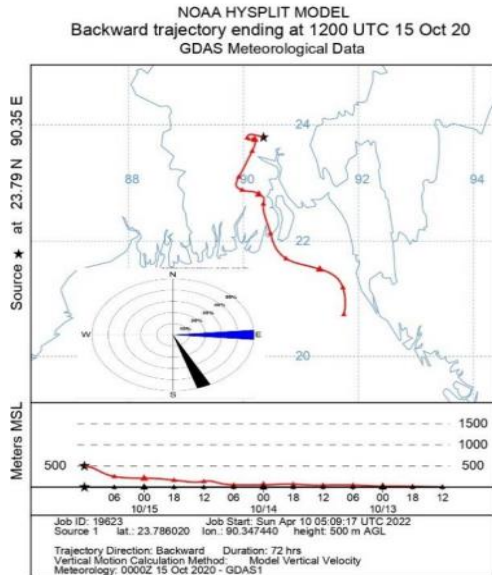 NOAA HYSPLIT MODEL
Backward trajectory ending at 1200 UTC 15 Oct 20
GDAS Meteorological Data
Source ★ at 23.79 N 90.35 E
24
88
90
92
22
20
N
W
E
S
Meters MSL
1500
1000
500
500
06 00 18 12 06 00 18 12 06 00 18 12
10/15 10/14 10/13
Job ID: 19623 Job Start: Sun Apr 10 05:09:17 UTC 2022
Source 1 lat.: 23.786020 lon.: 90.347440 height: 500 m AGL
Trajectory Direction: Backward Duration: 72 hrs
Vertical Motion Calculation Method: Model Vertical Velocity
Meteorology: 0000Z 15 Oct 2020 - GDAS1